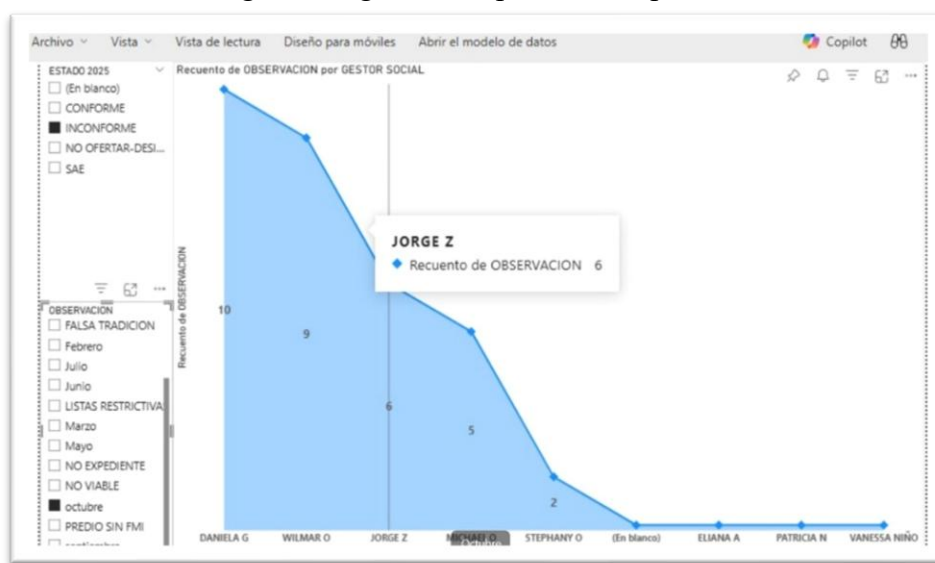 Archivo Vista Vista de lectura Diseño para móviles Abrir el modelo de datos Copilot
ESTADO 2025
(En blanco)
CONFORME
INCONFORME
NO OFERTAR-DESI...
SAE
OBSERVACION
FALSA TRADICION
Febrero
Julio
Junio
LISTAS RESTRICTIVA
Marzo
Mayo
NO EXPEDIENTE
NO VIABLE
octubre
PREDIO SIN FMI
Recuento de OBSERVACION por GESTOR SOCIAL
Recuento de OBSERVACION
JORGE Z
Recuento de OBSERVACION 6
10
9
6
5
2
DANIELA G WILMAR O JORGE Z STEPHANY O (En blanco) ELIANA A PATRICIA N VANESSA NIÑO